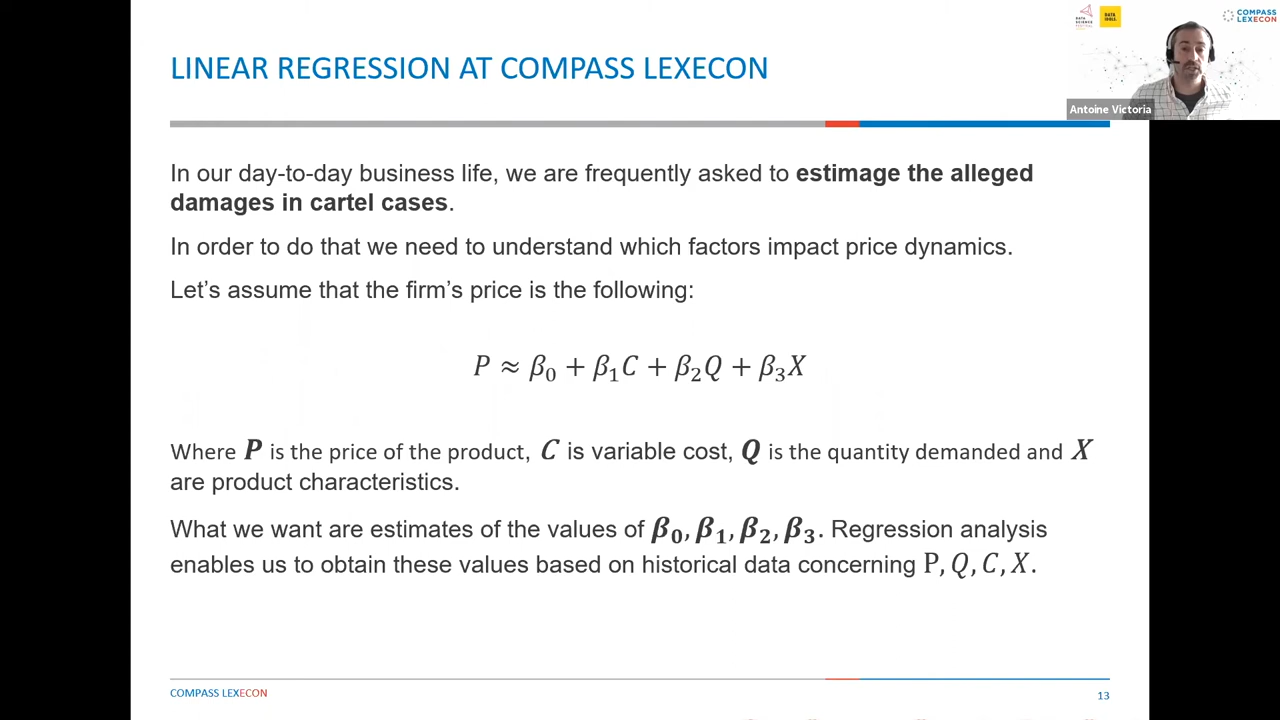 LINEAR REGRESSION AT COMPASS LEXECON
COMPASS
LEXECON
Antoine Victoria
In our day-to-day business life, we are frequently asked to estimage the alleged
damages in cartel cases.
In order to do that we need to understand which factors impact price dynamics.
Let's assume that the firm's price is the following:
P ≈ β₀ + β₁C + β₂Q + β₃X
Where P is the price of the product, C is variable cost, Q is the quantity demanded and X
are product characteristics.
What we want are estimates of the values of β₀, β₁, β₂, β₃. Regression analysis
enables us to obtain these values based on historical data concerning P, Q, C, X.
COMPASS LEXECON
13